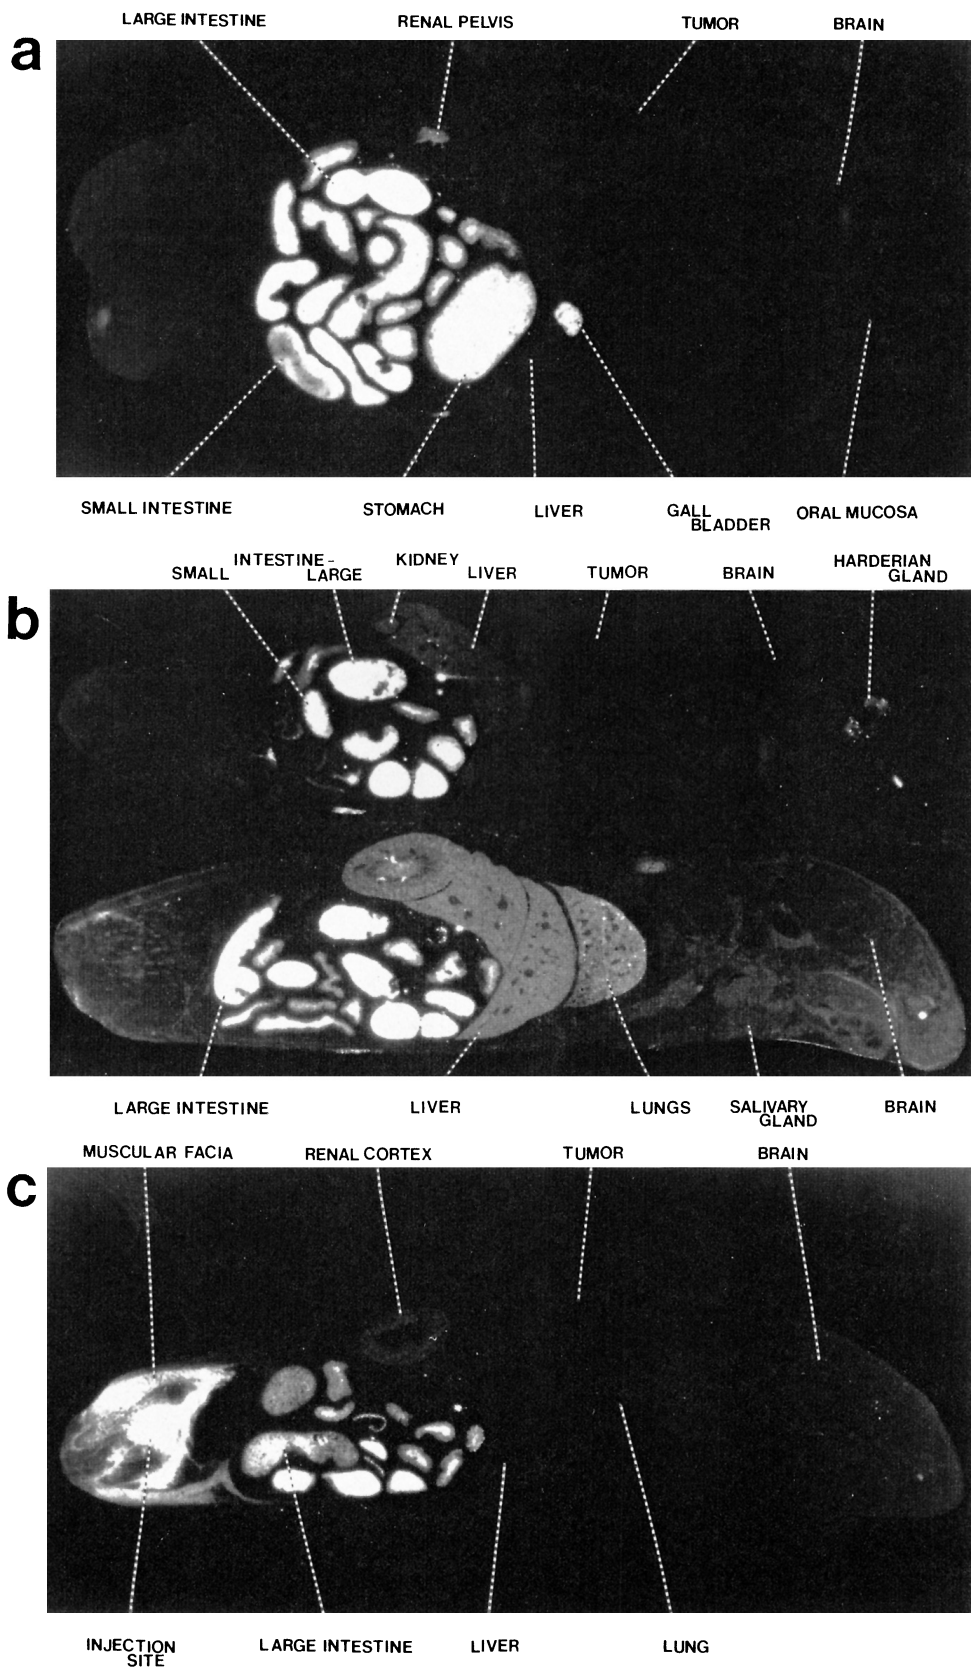 LARGE INTESTINE RENAL PELVIS TUMOR BRAIN
a
SMALL INTESTINE STOMACH LIVER GALL BLADDER ORAL MUCOSA
SMALL INTESTINE- LARGE KIDNEY LIVER TUMOR BRAIN HARDERIAN GLAND
b
LARGE INTESTINE LIVER LUNGS SALIVARY GLAND BRAIN
MUSCULAR FACIA RENAL CORTEX TUMOR BRAIN
c
INJECTION SITE LARGE INTESTINE LIVER LUNG